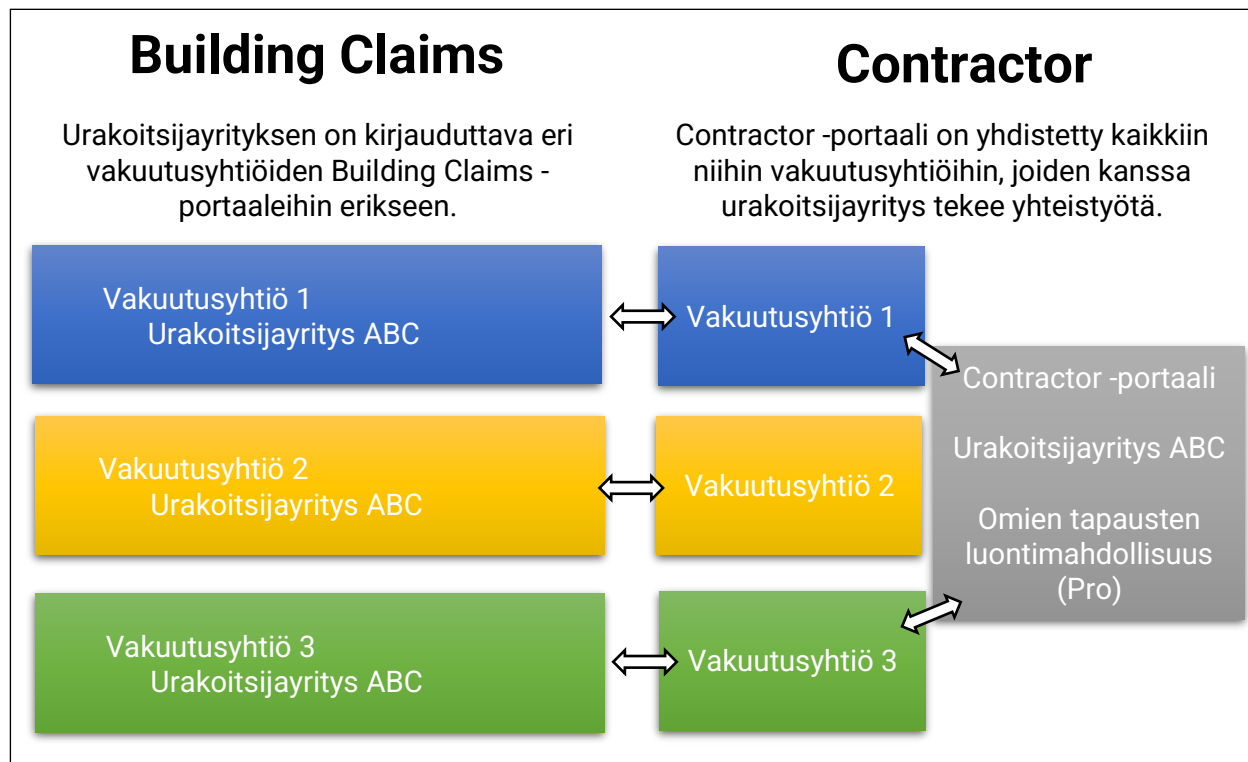 Building Claims
Urakoitsijayrityksen on kirjauduttava eri
vakuutusyhtiöiden Building Claims -
portaaleihin erikseen.
Contractor
Contractor -portaali on yhdistetty kaikkiin
niihin vakuutusyhtiöihin, joiden kanssa
urakoitsijayritys tekee yhteistyötä.
Vakuutusyhtiö 1
Urakoitsijayritys ABC
Vakuutusyhtiö 1
Vakuutusyhtiö 2
Urakoitsijayritys ABC
Vakuutusyhtiö 2
Vakuutusyhtiö 3
Urakoitsijayritys ABC
Vakuutusyhtiö 3
Contractor -portaali
Urakoitsijayritys ABC
Omien tapausten
luontimahdollisuus
(Pro)